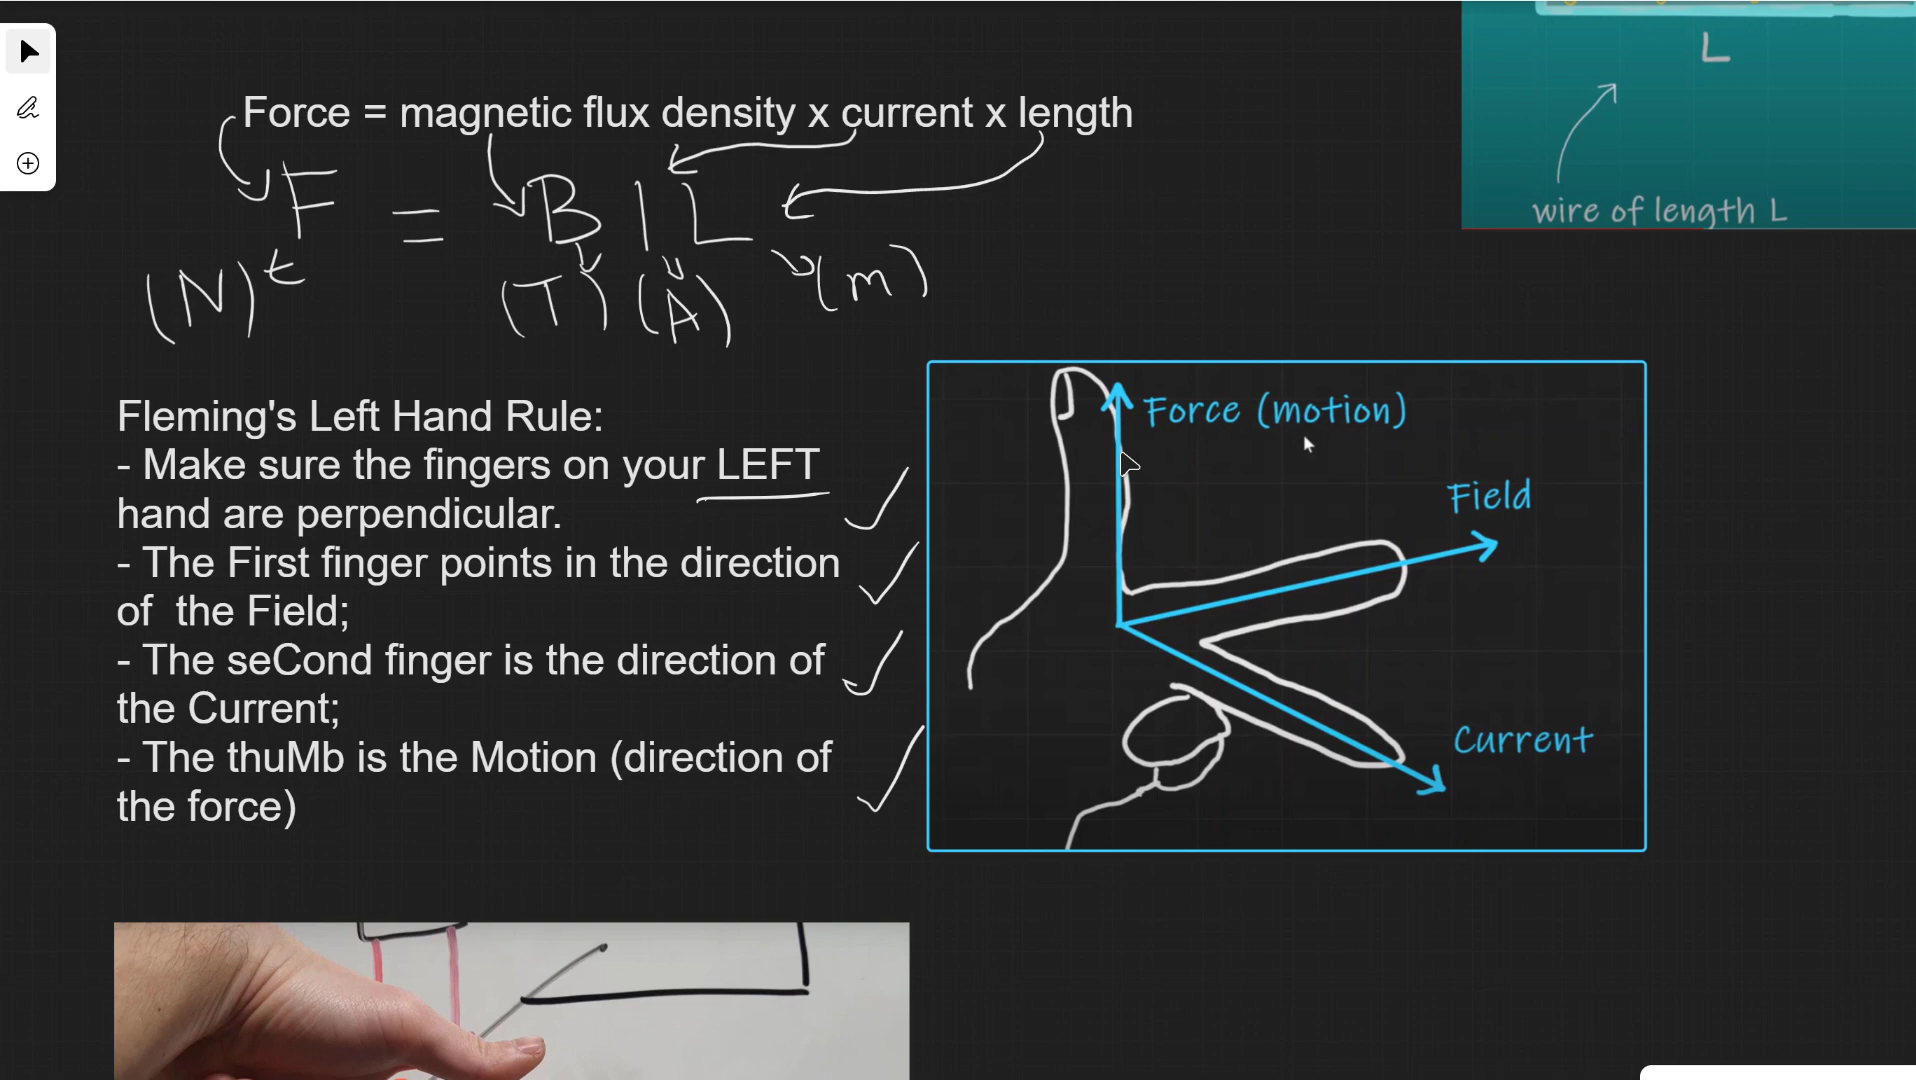 L
wire of length L
Force = magnetic flux density x current x length
F = B I L
(N) (T) (A) (m)
Fleming's Left Hand Rule:
- Make sure the fingers on your LEFT
hand are perpendicular.
- The First finger points in the direction
of  the Field;
- The seCond finger is the direction of
the Current;
- The thuMb is the Motion (direction of
the force)
Force (motion)
Field
Current